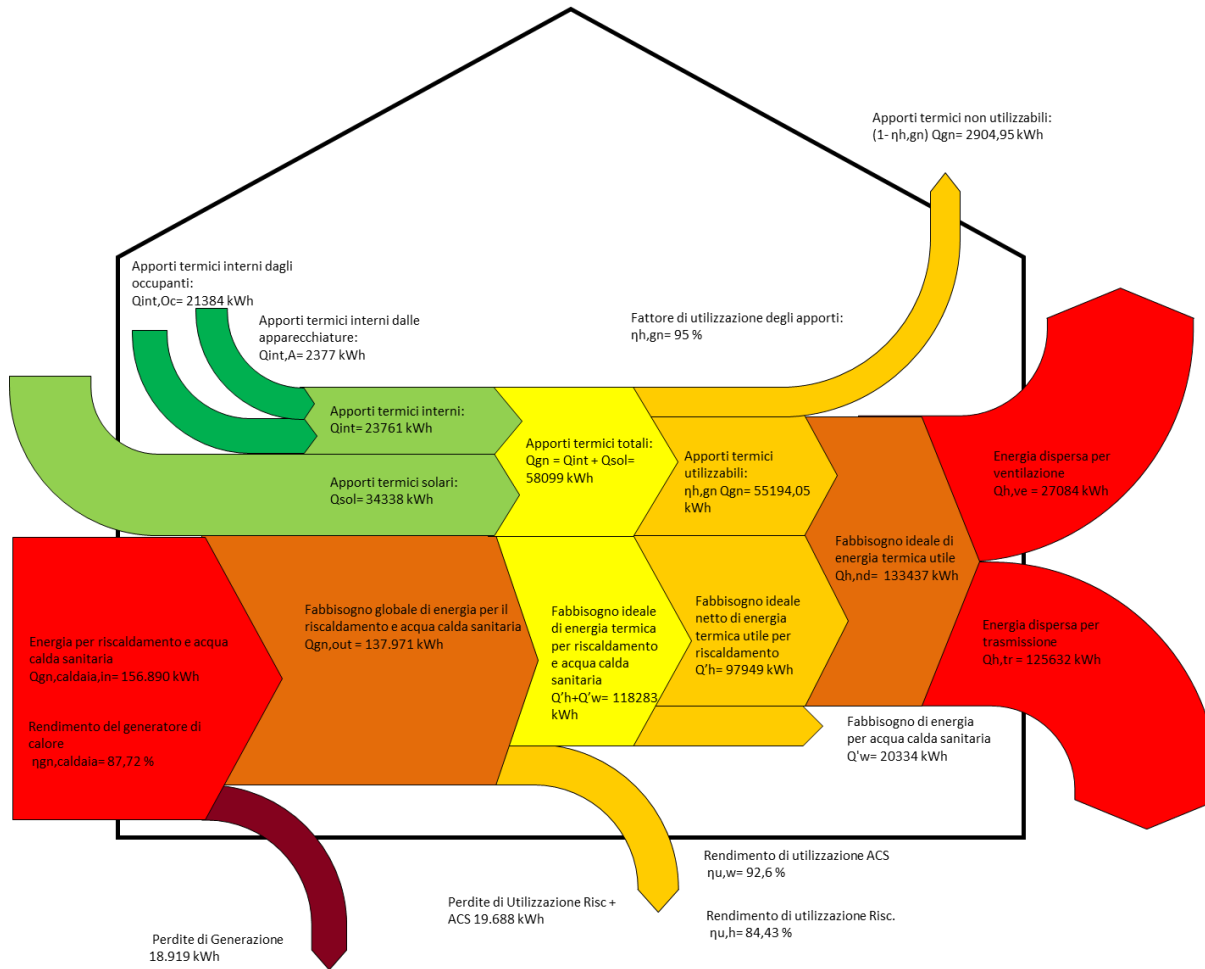 Apporti termici non utilizzabili:
(1- ηh,gn) Qgn= 2904,95 kWh
Apporti termici interni dagli
occupanti:
Qint,Oc= 21384 kWh
Apporti termici interni dalle
apparecchiature:
Qint,A= 2377 kWh
Fattore di utilizzazione degli apporti:
ηh,gn= 95 %
Apporti termici interni:
Qint= 23761 kWh
Apporti termici solari:
Qsol= 34338 kWh
Apporti termici totali:
Qgn = Qint + Qsol=
58099 kWh
Apporti termici
utilizzabili:
ηh,gn Qgn= 55194,05
kWh
Energia dispersa per
ventilazione
Qh,ve = 27084 kWh
Fabbisogno ideale di
energia termica utile
Qh,nd=  133437 kWh
Energia per riscaldamento e acqua
calda sanitaria
Qgn,caldaia,in= 156.890 kWh
Rendimento del generatore di
calore
ηgn,caldaia= 87,72 %
Fabbisogno globale di energia per il
riscaldamento e acqua calda sanitaria
Qgn,out = 137.971 kWh
Fabbisogno ideale
di energia termica
per riscaldamento
e acqua calda
sanitaria
Q’h+Q’w= 118283
kWh
Fabbisogno ideale
netto di energia
termica utile per
riscaldamento
Q’h= 97949 kWh
Energia dispersa per
trasmissione
Qh,tr = 125632 kWh
Fabbisogno di energia
per acqua calda sanitaria
Q'w= 20334 kWh
Rendimento di utilizzazione ACS
ηu,w= 92,6 %
Rendimento di utilizzazione Risc.
ηu,h= 84,43 %
Perdite di Utilizzazione Risc +
ACS 19.688 kWh
Perdite di Generazione
18.919 kWh